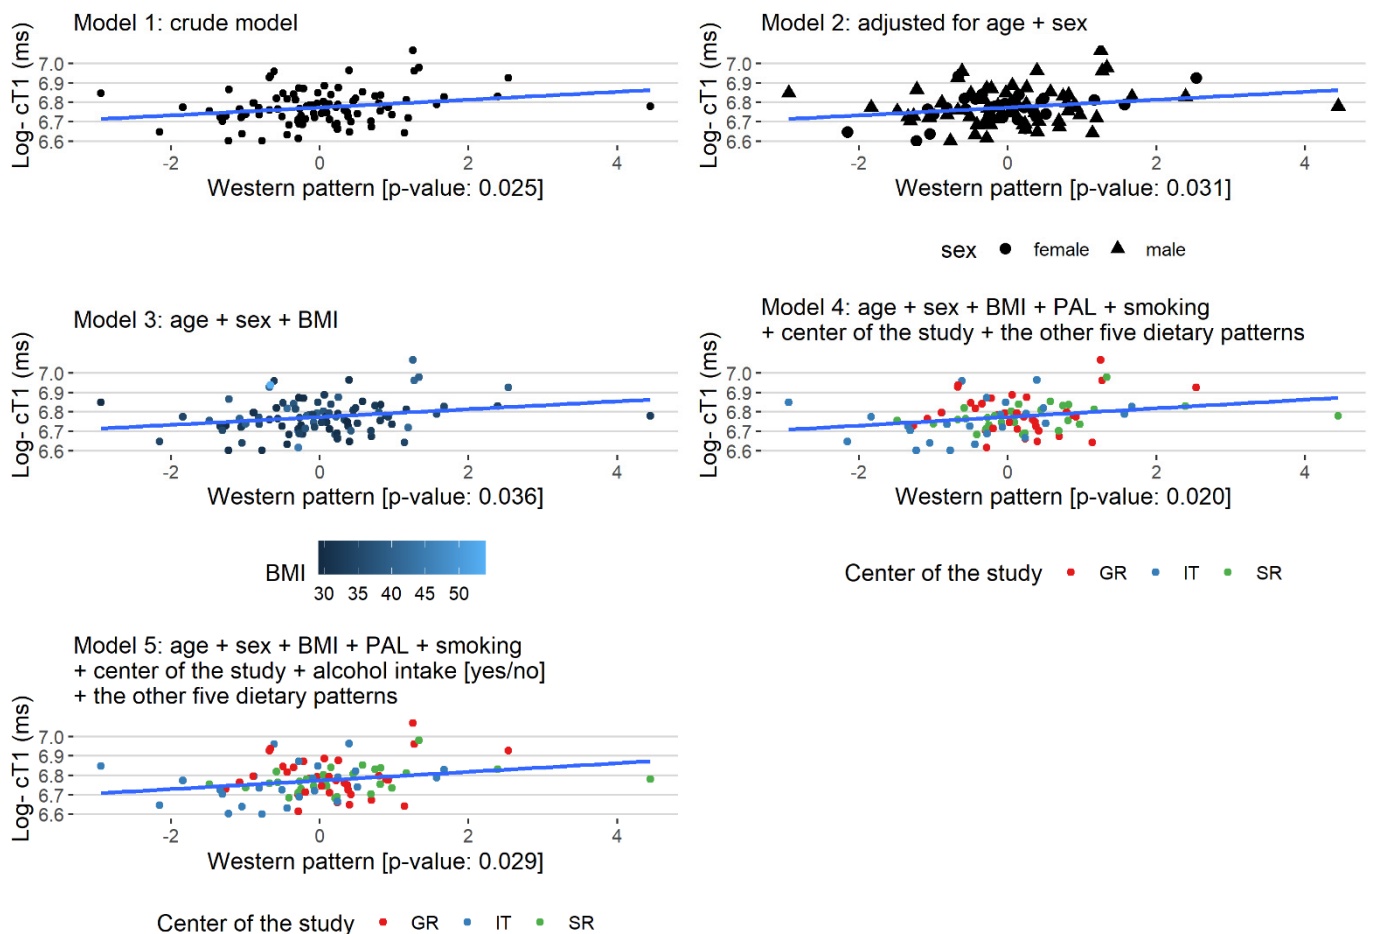 Model 1: crude model
Log- cT1 (ms)
7.0
6.9
6.8
6.7
6.6
-2 0 2 4
Western pattern [p-value: 0.025]
Model 2: adjusted for age + sex
Log- cT1 (ms)
7.0
6.9
6.8
6.7
6.6
-2 0 2 4
Western pattern [p-value: 0.031]
sex female male
Model 3: age + sex + BMI
Log- cT1 (ms)
7.0
6.9
6.8
6.7
6.6
-2 0 2 4
Western pattern [p-value: 0.036]
BMI
30 35 40 45 50
Model 4: age + sex + BMI + PAL + smoking
+ center of the study + the other five dietary patterns
Log- cT1 (ms)
7.0
6.9
6.8
6.7
6.6
-2 0 2 4
Western pattern [p-value: 0.020]
Center of the study GR IT SR
Model 5: age + sex + BMI + PAL + smoking
+ center of the study + alcohol intake [yes/no]
+ the other five dietary patterns
Log- cT1 (ms)
7.0
6.9
6.8
6.7
6.6
-2 0 2 4
Western pattern [p-value: 0.029]
Center of the study GR IT SR